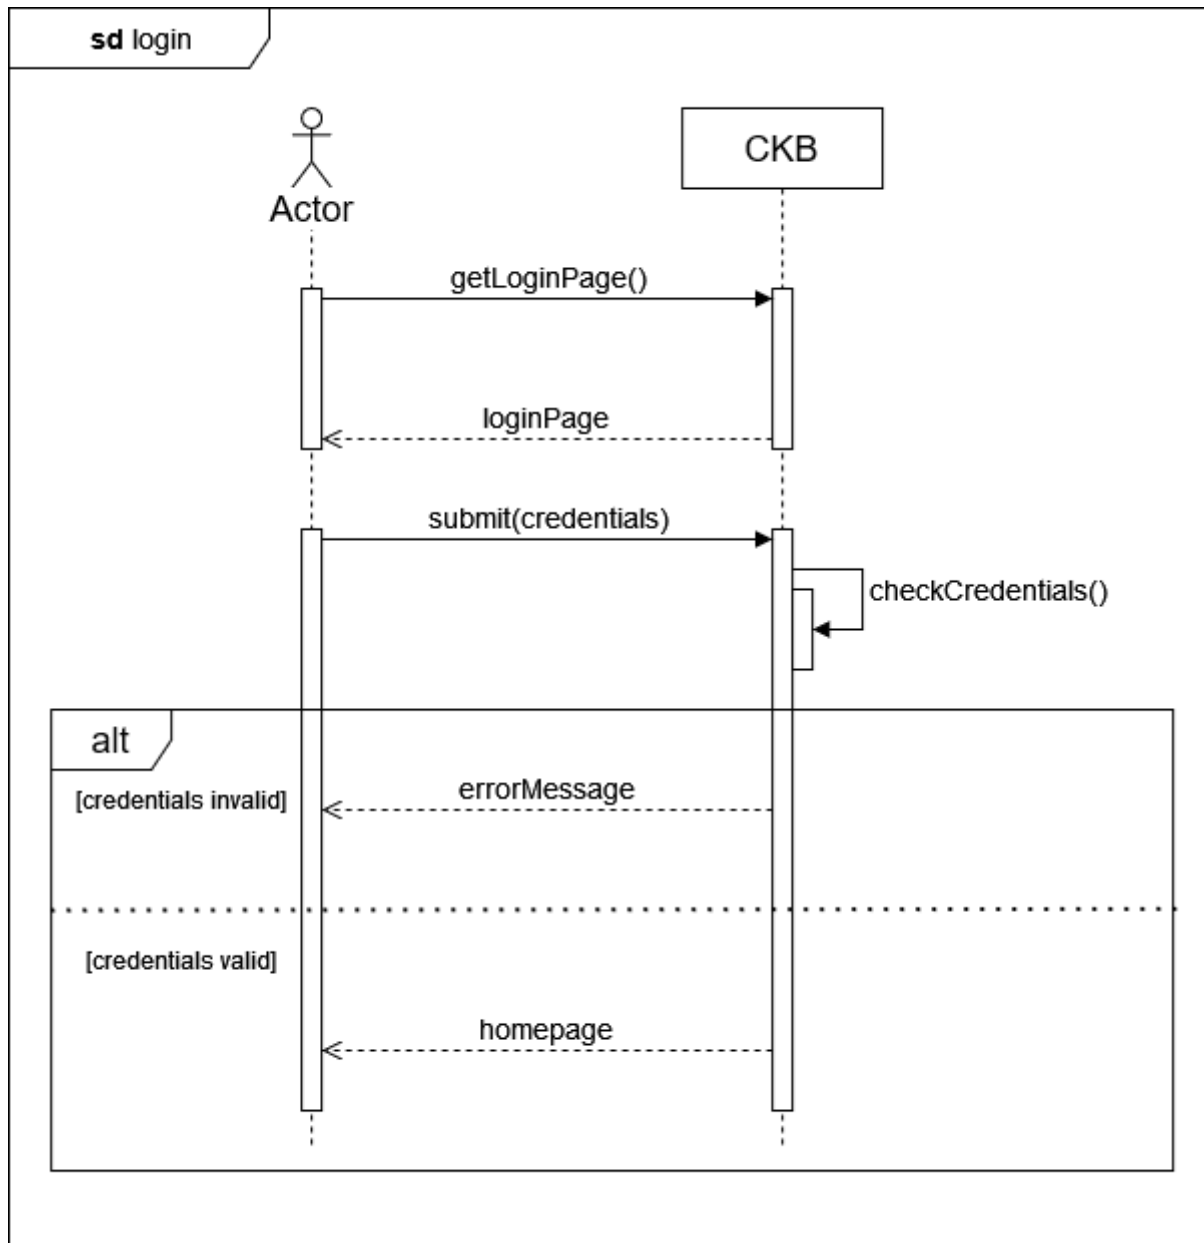 sd login
Actor
CKB
getLoginPage()
loginPage
submit(credentials)
checkCredentials()
alt
errorMessage
[credentials invalid]
[credentials valid]
homepage